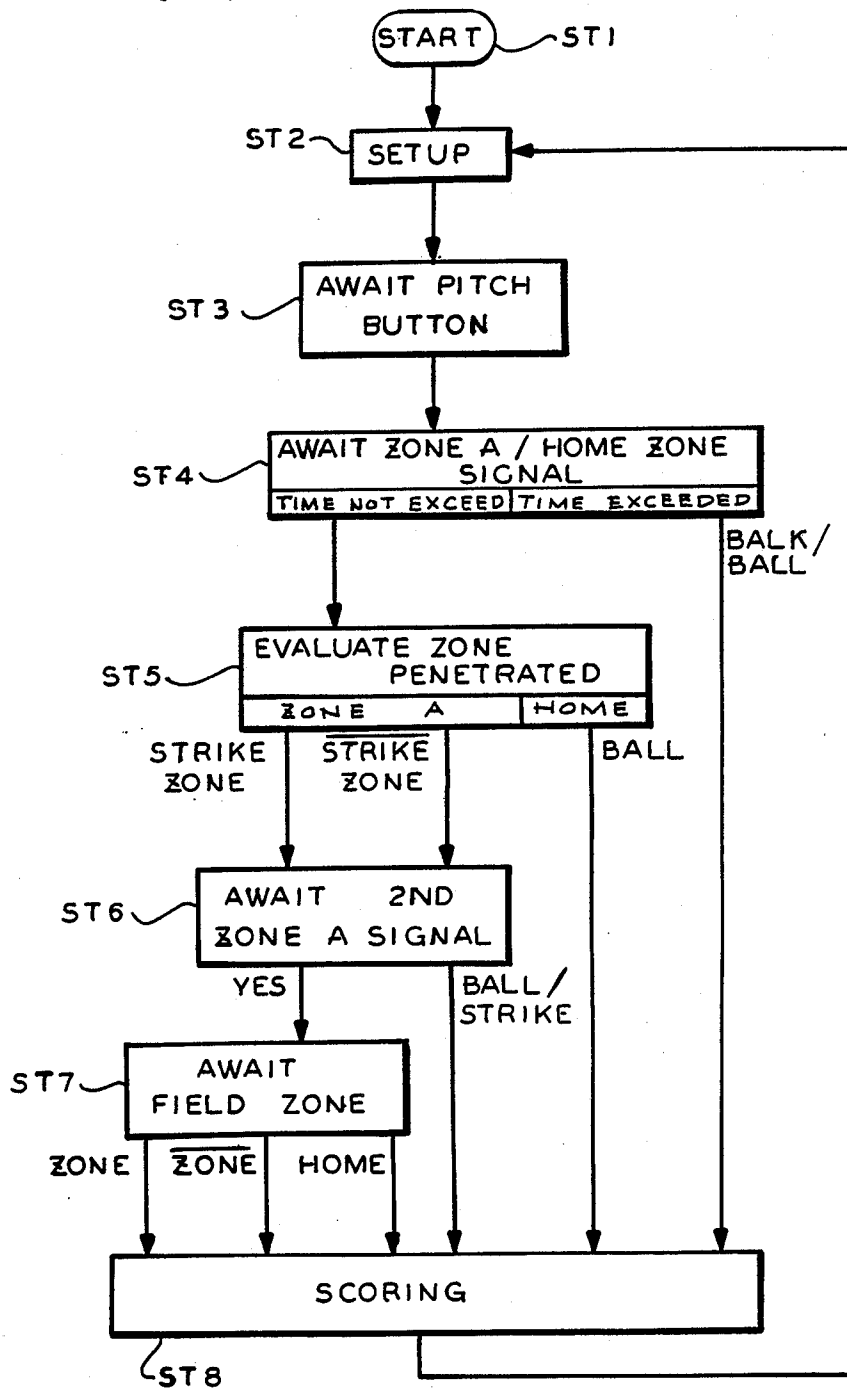 START
ST1
ST2
SETUP
AWAIT PITCH
BUTTON
ST3
AWAIT ZONE A / HOME ZONE
SIGNAL
ST4
TIME NOT EXCEED
TIME EXCEEDED
BALK/
BALL
EVALUATE ZONE
PENETRATED
ST5
ZONE A
HOME
STRIKE
ZONE
STRIKE
ZONE
BALL
AWAIT 2ND
ZONE A SIGNAL
ST6
YES
BALL/
STRIKE
AWAIT
FIELD ZONE
ST7
ZONE
ZONE
HOME
SCORING
ST8